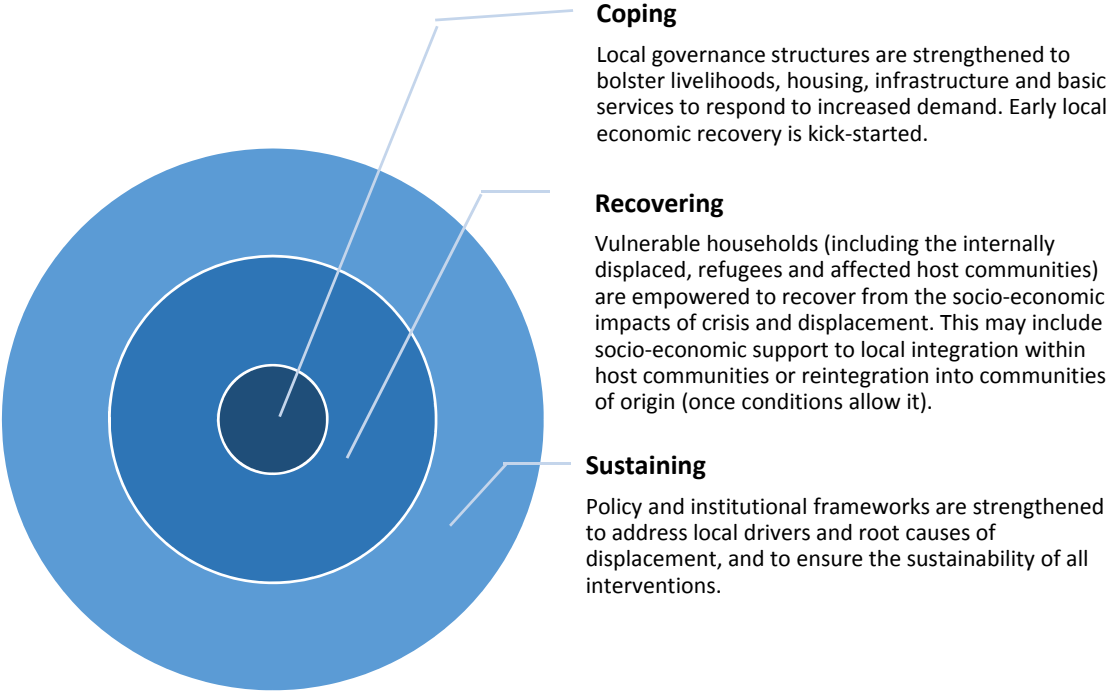 Coping
Local governance structures are strengthened to
bolster livelihoods, housing, infrastructure and basic
services to respond to increased demand. Early local
economic recovery is kick-started.
Recovering
Vulnerable households (including the internally
displaced, refugees and affected host communities)
are empowered to recover from the socio-economic
impacts of crisis and displacement. This may include
socio-economic support to local integration within
host communities or reintegration into communities
of origin (once conditions allow it).
Sustaining
Policy and institutional frameworks are strengthened
to address local drivers and root causes of
displacement, and to ensure the sustainability of all
interventions.